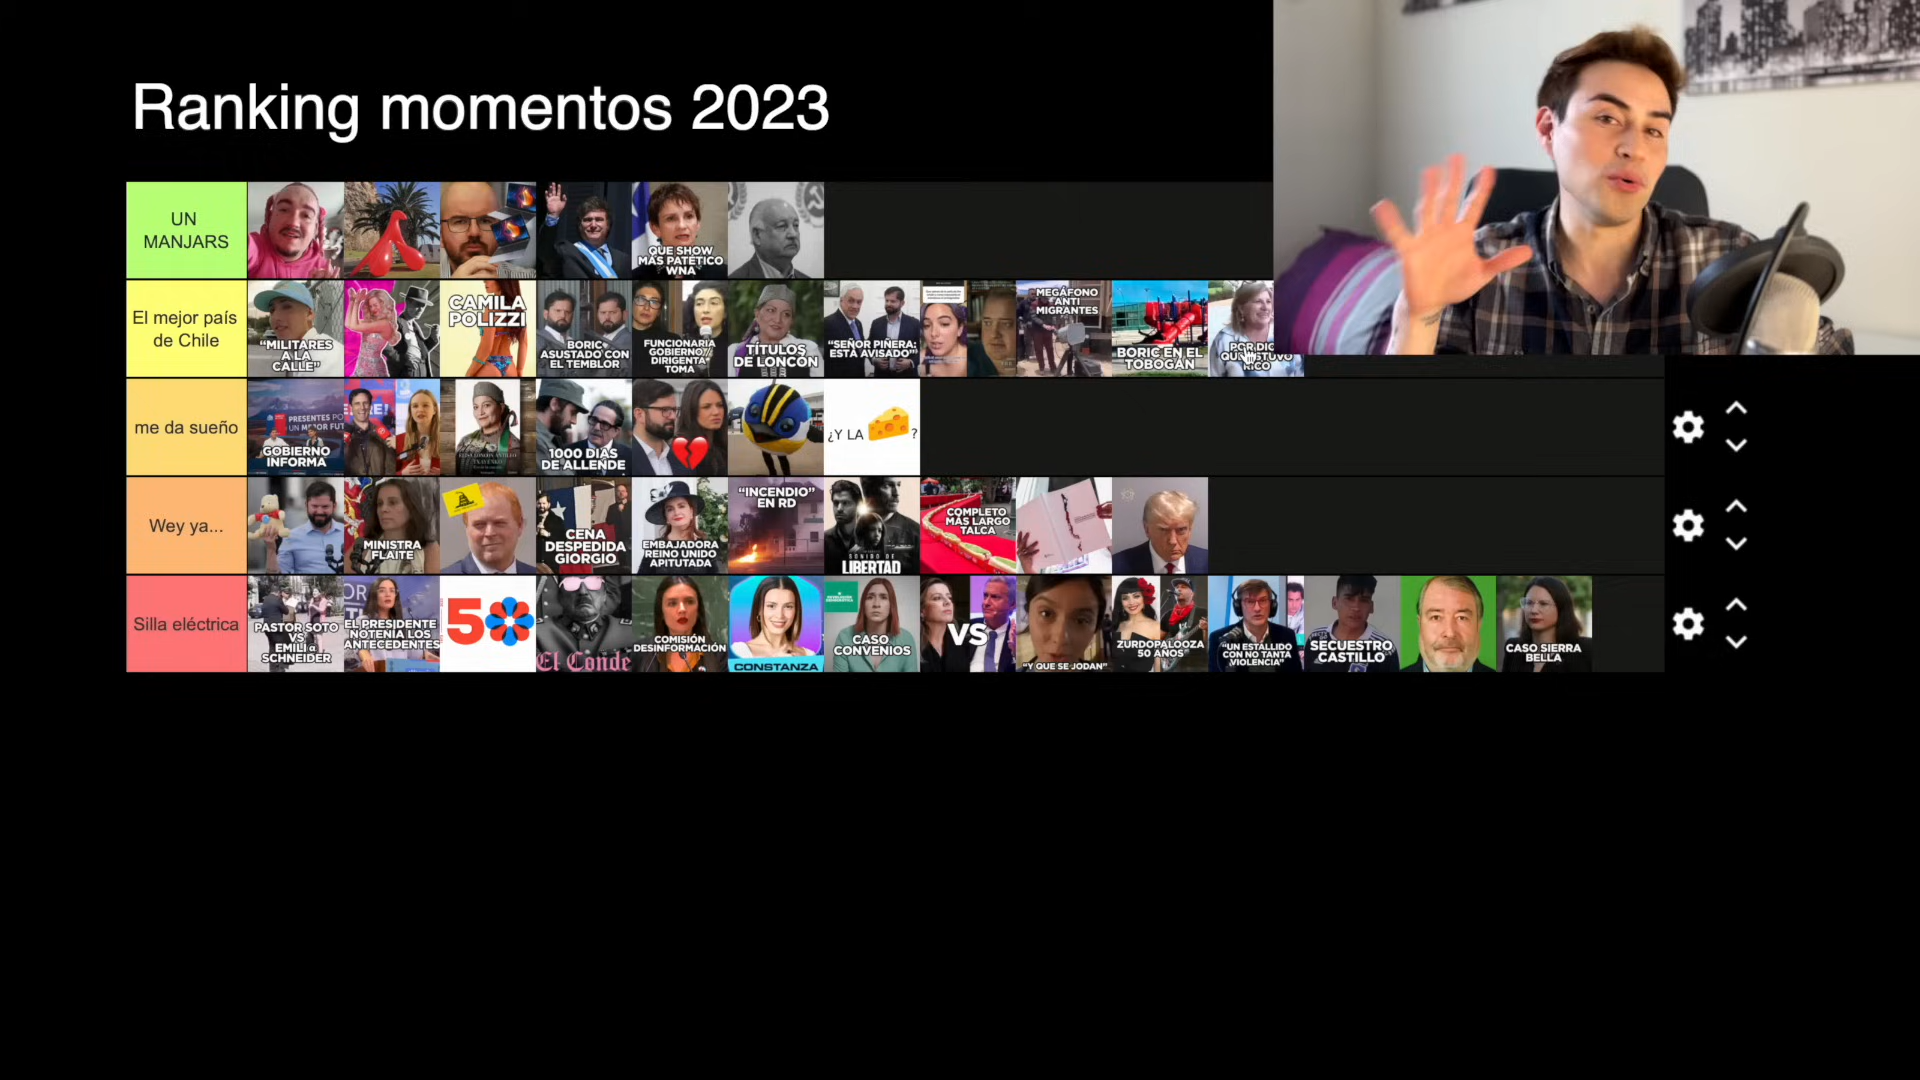 Ranking momentos 2023
UN
MANJARS
QUE SHOW
MÁS PATÉTICO
WNA
El mejor país
de Chile
"MILITARES
A LA
CALLE"
CAMILA
POLIZZI
BORIC
ASUSTADO CON
EL TEMBLOR
FUNCIONARIA
GOBIERNO/
DIRIGENTA
TOMA
TÍTULOS
DE LONCON
"SEÑOR PIÑERA:
ESTÁ AVISADO"
MEGÁFONO
ANTI
MIGRANTES
BORIC EN EL
TOBOGÁN
me da sueño
GOBIERNO
INFORMA
1000 DÍAS
DE ALLENDE
¿Y LA ?
Wey ya...
MINISTRA
FLAITE
CENA
DESPEDIDA
GIORGIO
EMBAJADORA
REINO UNIDO
APITUTADA
"INCENDIO"
EN RD
SONIDO DE
LIBERTAD
COMPLETO
MÁS LARGO
TALCA
Silla eléctrica
PASTOR SOTO
VS
EMILIa
SCHNEIDER
EL PRESIDENTE
NO TENÍA LOS
ANTECEDENTES
50
El Conde
COMISIÓN
DESINFORMACIÓN
CONSTANZA
CASO
CONVENIOS
VS
"Y QUE SE JODAN"
ZURDOPALOOZA
50 AÑOS
"UN ESTALLIDO
CON NO TANTA
VIOLENCIA"
SECUESTRO
CASTILLO
CASO SIERRA
BELLA